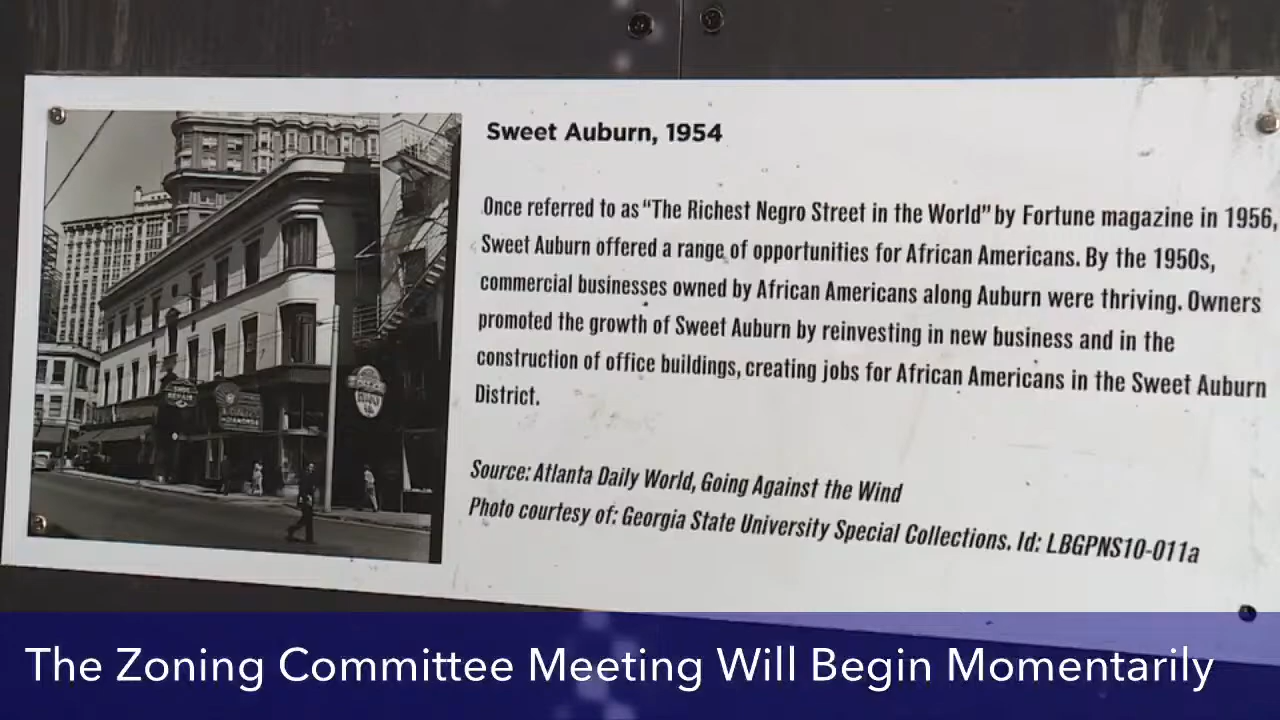 Sweet Auburn, 1954
Once referred to as “The Richest Negro Street in the World” by Fortune magazine in 1956,
Sweet Auburn offered a range of opportunities for African Americans. By the 1950s,
commercial businesses owned by African Americans along Auburn were thriving. Owners
promoted the growth of Sweet Auburn by reinvesting in new business and in the
construction of office buildings, creating jobs for African Americans in the Sweet Auburn
District.
Source: Atlanta Daily World, Going Against the Wind
Photo courtesy of: Georgia State University Special Collections. Id: LBGPNS10-011a
SHOE
REPAIR
The Zoning Committee Meeting Will Begin Momentarily